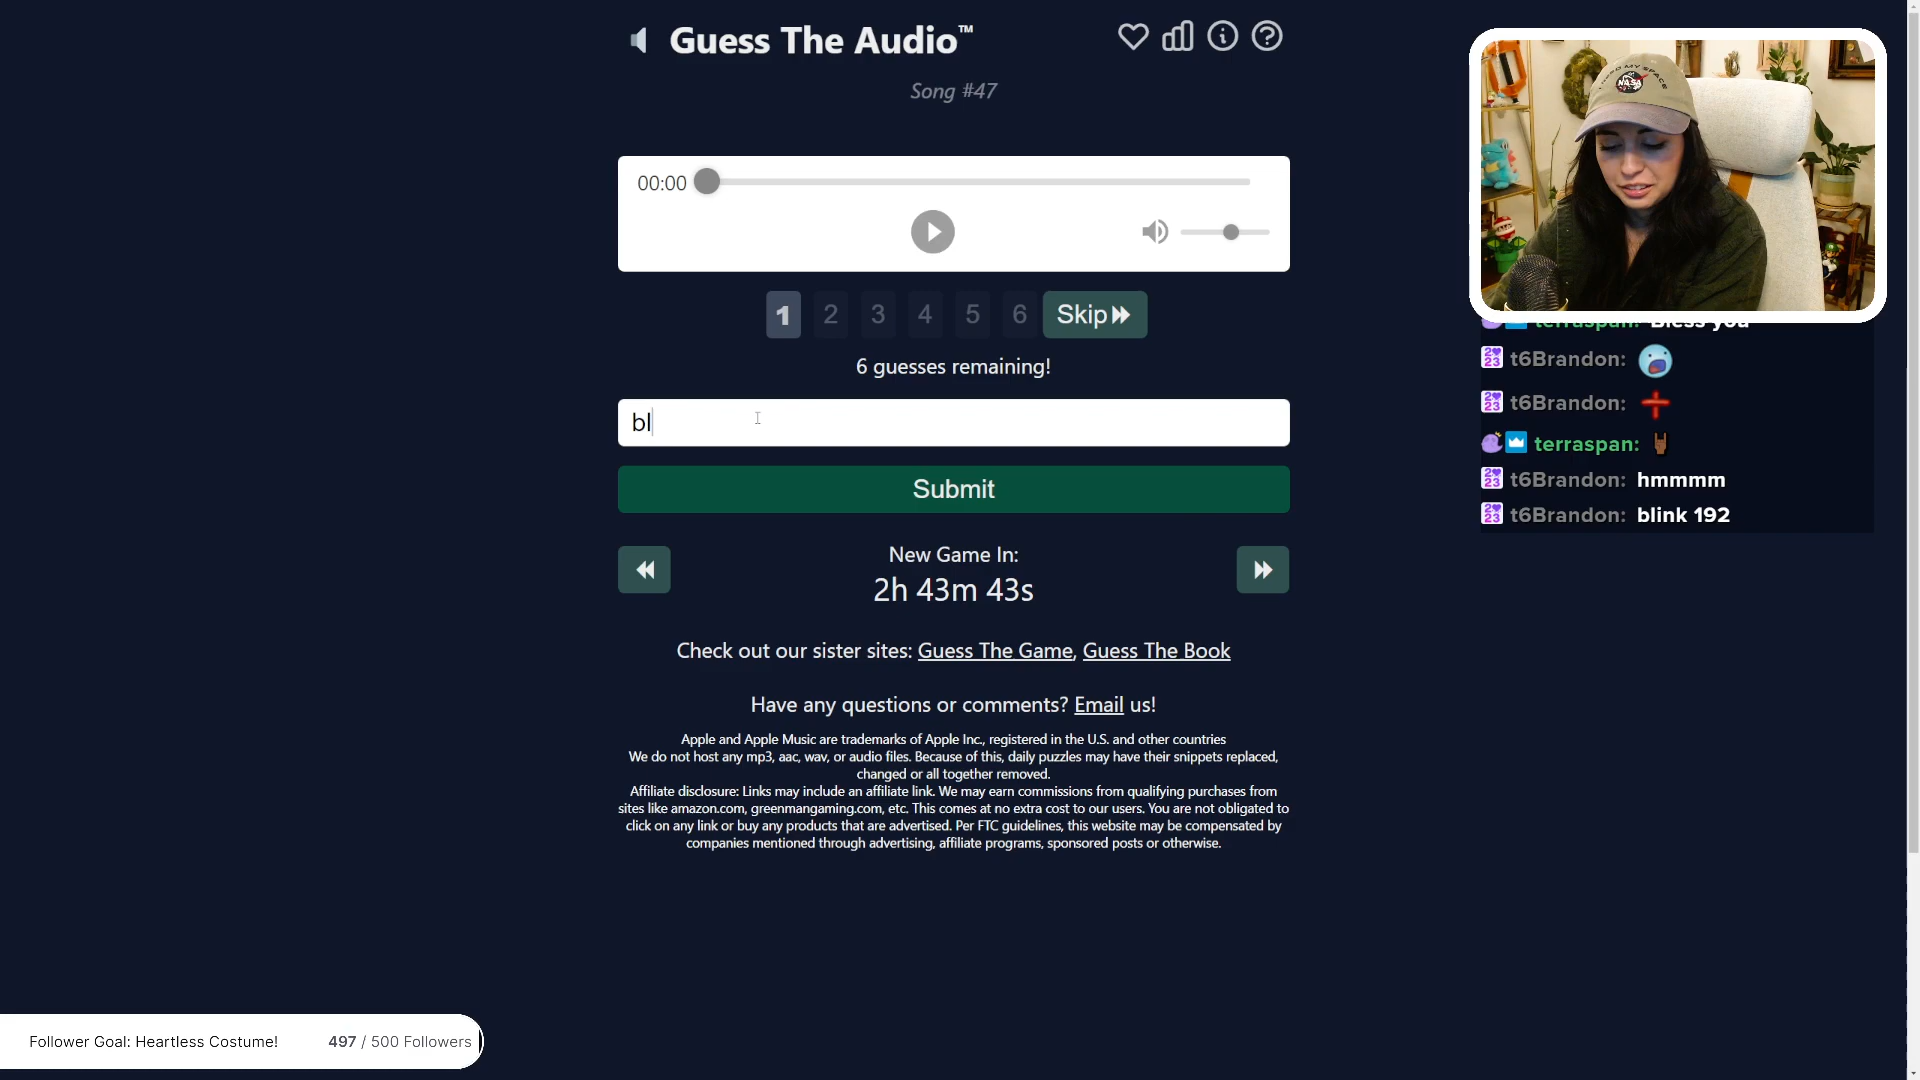 Guess The Audio™
Song #47
00:00
1 2 3 4 5 6 Skip
6 guesses remaining!
bl
Submit
New Game In:
2h 43m 43s
Check out our sister sites: Guess The Game, Guess The Book
Have any questions or comments? Email us!
Apple and Apple Music are trademarks of Apple Inc., registered in the U.S. and other countries
We do not host any mp3, aac, wav, or audio files. Because of this, daily puzzles may have their snippets replaced,
changed or all together removed.
Affiliate disclosure: Links may include an affiliate link. We may earn commissions from qualifying purchases from
sites like amazon.com, greenmangaming.com, etc. This comes at no extra cost to our users. You are not obligated to
click on any link or buy any products that are advertised. Per FTC guidelines, this website may be compensated by
companies mentioned through advertising, affiliate programs, sponsored posts or otherwise.
NASA
terraspan: Bless you
t6Brandon:
t6Brandon:
terraspan:
t6Brandon: hmmmm
t6Brandon: blink 192
Follower Goal: Heartless Costume! 497 / 500 Followers